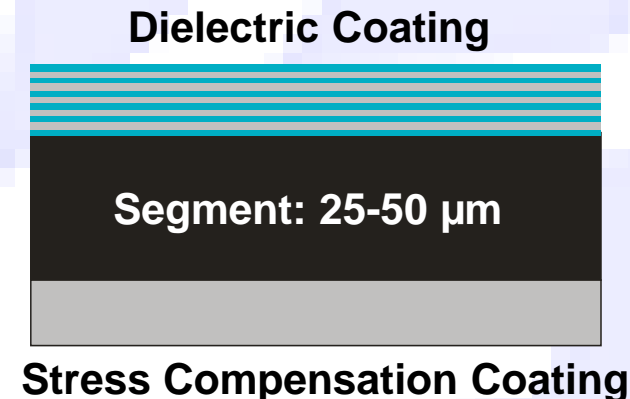 Dielectric Coating
Segment: 25-50 µm
Stress Compensation Coating